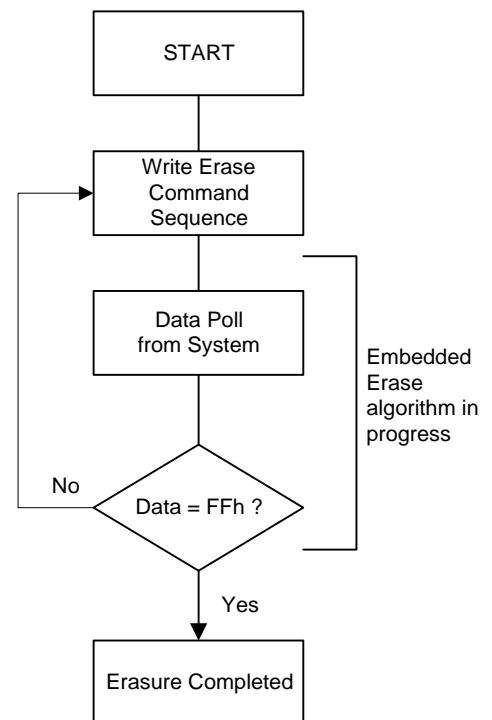 START
Write Erase
Command
Sequence
Data Poll
from System
Embedded
Erase
algorithm in
progress
No
Data = FFh ?
Yes
Erasure Completed